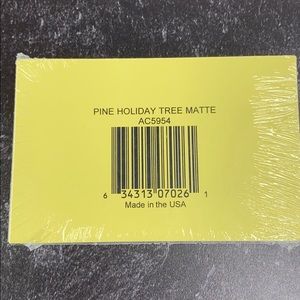 PINE HOLIDAY TREE MATTE
AC5954
6 34313 07026 1
Made in the USA